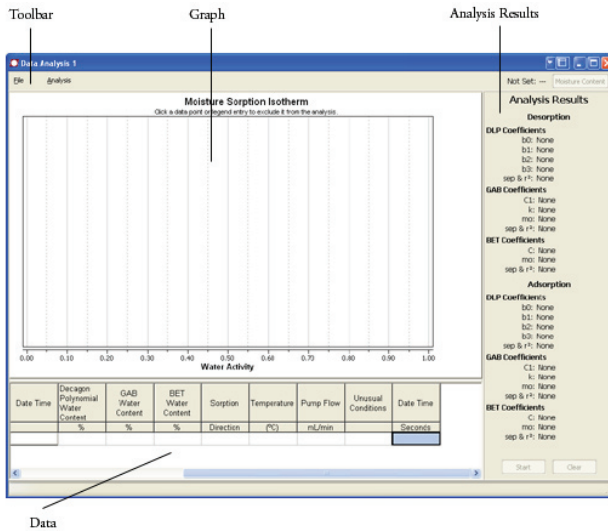 Toolbar
Graph
Analysis Results
Data Analysis 1
File Analysis
Not Set: --- Moisture Content
Moisture Sorption Isotherm
Click a data point or legend entry to exclude it from the analysis.
0.00 0.10 0.20 0.30 0.40 0.50 0.60 0.70 0.80 0.90 1.00
Water Activity
Analysis Results
Desorption
DLP Coefficients
b0: None
b1: None
b2: None
b3: None
sep & r²: None
GAB Coefficients
C1: None
k: None
mo: None
sep & r²: None
BET Coefficients
C: None
mo: None
sep & r²: None
Adsorption
DLP Coefficients
b0: None
b1: None
b2: None
b3: None
sep & r²: None
GAB Coefficients
C1: None
k: None
mo: None
sep & r²: None
BET Coefficients
C: None
mo: None
sep & r²: None
Start Clear
Date Time
Decagon
Polynomial
Water
Content
GAB
Water
Content
BET
Water
Content
Sorption
Temperature
Pump Flow
Unusual
Conditions
Date Time
% % % Direction (ºC) mL/min Seconds
Data